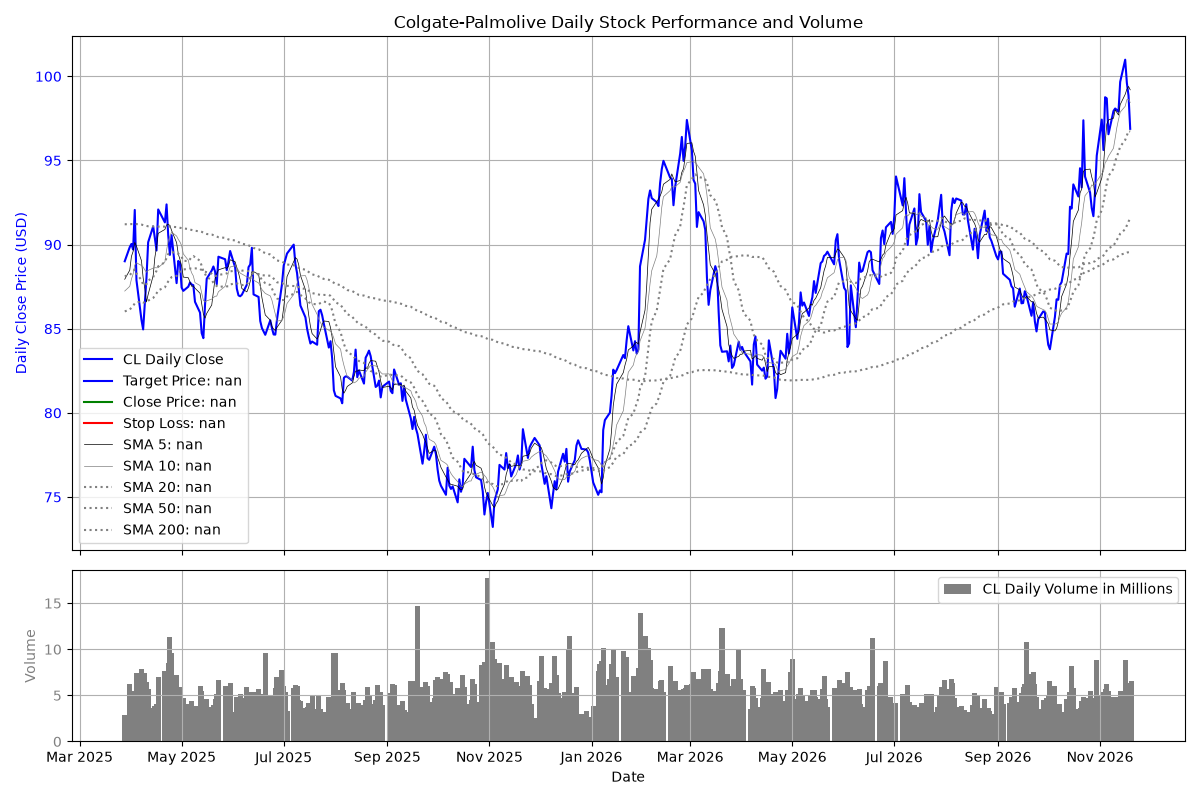 Colgate-Palmolive Daily Stock Performance and Volume
Daily Close Price (USD)
100
95
90
85
80
75
CL Daily Close
Target Price: nan
Close Price: nan
Stop Loss: nan
SMA 5: nan
SMA 10: nan
SMA 20: nan
SMA 50: nan
SMA 200: nan
Volume
15
10
5
0
CL Daily Volume in Millions
Mar 2025 May 2025 Jul 2025 Sep 2025 Nov 2025 Jan 2026 Mar 2026 May 2026 Jul 2026 Sep 2026 Nov 2026
Date